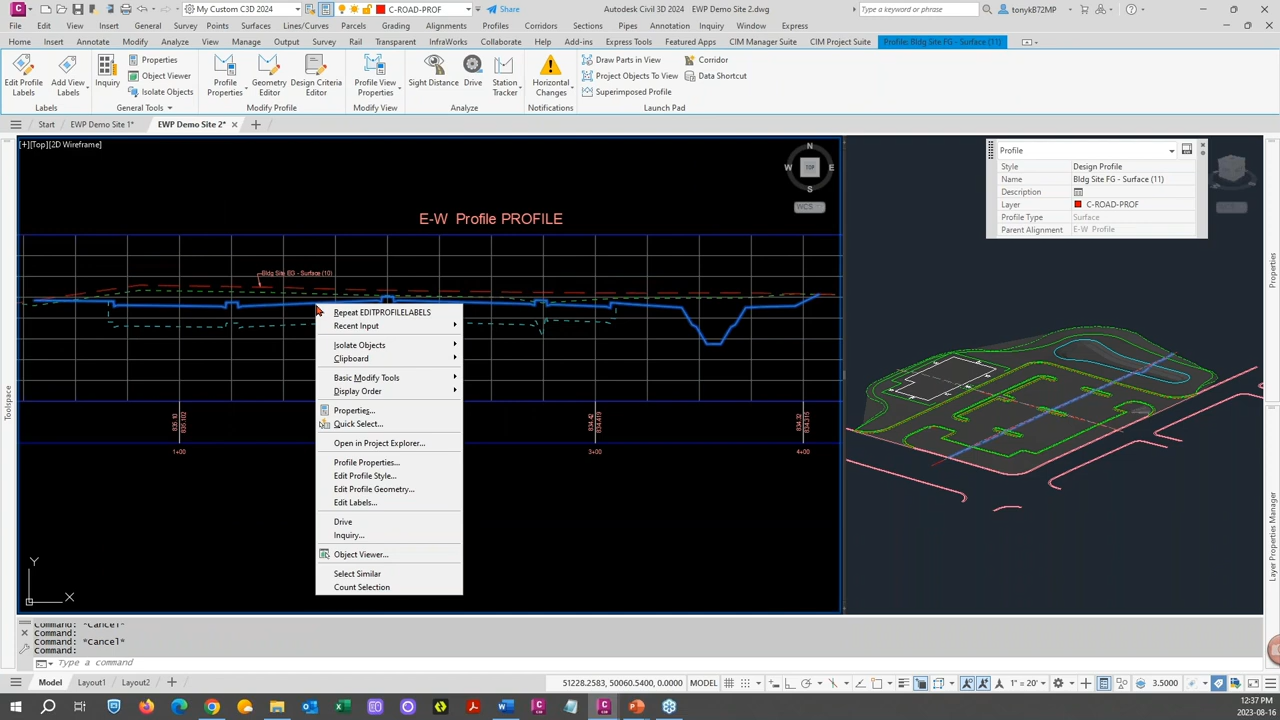 My Custom C3D 2024
C-ROAD-PROF
Share
Autodesk Civil 3D 2024   EWP Demo Site 2.dwg
Type a keyword or phrase
tonykB72MP
File Edit View Insert General Survey Points Surfaces Lines/Curves Parcels Grading Alignments Profiles Corridors Sections Pipes Annotation Inquiry Window Express
Home Insert Annotate Modify Analyze View Manage Output Survey Rail Transparent InfraWorks Collaborate Help Add-ins Express Tools Featured Apps CIM Manager Suite CIM Project Suite Profile: Bldg Site FG - Surface (11)
Edit Profile Labels
Add View Labels
Inquiry
Properties
Object Viewer
Isolate Objects
Profile Properties
Geometry Editor
Design Criteria Editor
Profile View Properties
Sight Distance
Drive
Station Tracker
Horizontal Changes
Draw Parts in View
Project Objects To View
Superimposed Profile
Corridor
Data Shortcut
Labels General Tools Modify Profile Modify View Analyze Notifications Launch Pad
Start EWP Demo Site 1* EWP Demo Site 2*
[+][Top][2D Wireframe]
N
W TOP E
S
WCS
E-W Profile PROFILE
Bldg Site EG - Surface (10)
Repeat EDITPROFILELABELS
Recent Input
Isolate Objects
Clipboard
Basic Modify Tools
Display Order
Properties...
Quick Select...
Open in Project Explorer...
Profile Properties...
Edit Profile Style...
Edit Profile Geometry...
Edit Labels...
Drive
Inquiry...
Object Viewer...
Select Similar
Count Selection
1+00
3+00
4+00
Y
X
Profile
Style Design Profile
Name Bldg Site FG - Surface (11)
Description
Layer C-ROAD-PROF
Profile Type Surface
Parent Alignment E-W Profile
Toolspace
Properties
Layer Properties Manager
Command: *Cancel*
Command:
Command: *Cancel*
Command:
Type a command
Model Layout1 Layout2
51228.2583, 50060.5400, 0.0000 MODEL
1" = 20'
3.5000
12:37 PM
2023-08-16